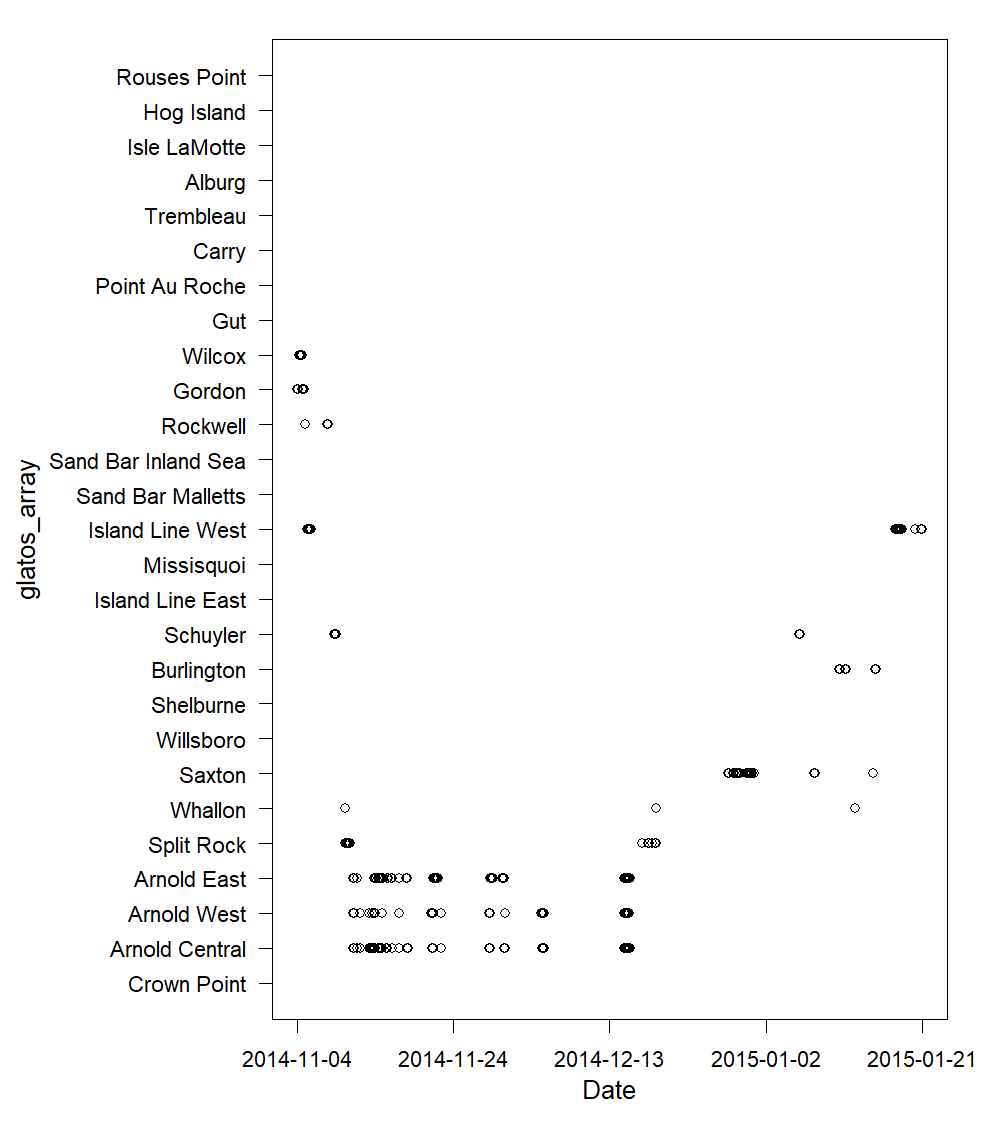 Rouses Point
Hog Island
Isle LaMotte
Alburg
Trembleau
Carry
Point Au Roche
Gut
Wilcox
Gordon
Rockwell
Sand Bar Inland Sea
Sand Bar Malletts
Island Line West
Missisquoi
Island Line East
Schuyler
Burlington
Shelburne
Willsboro
Saxton
Whallon
Split Rock
Arnold East
Arnold West
Arnold Central
Crown Point
glatos_array
2014-11-04 2014-11-24 2014-12-13 2015-01-02 2015-01-21
Date